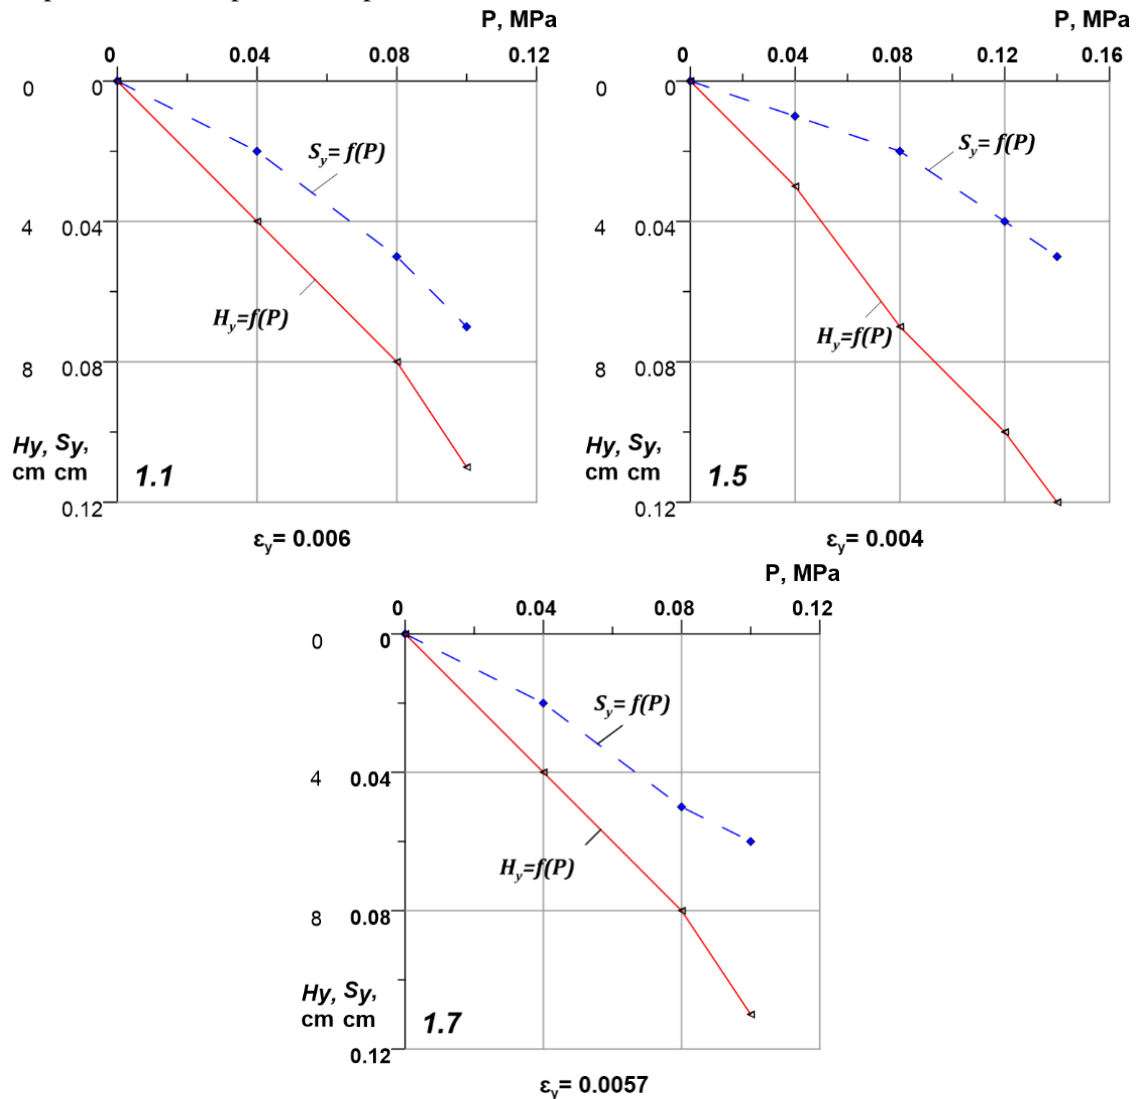 P, MPa
0 0.04 0.08 0.12
0 0
S_y= f(P)
4 0.04
H_y=f(P)
8 0.08
Hy, Sy,
cm cm
1.1
0.12
ε_y= 0.006
P, MPa
0 0.04 0.08 0.12 0.16
0 0
S_y= f(P)
4 0.04
H_y=f(P)
8 0.08
Hy, Sy,
cm cm
1.5
0.12
ε_y= 0.004
P, MPa
0 0.04 0.08 0.12
0 0
S_y= f(P)
4 0.04
H_y=f(P)
8 0.08
Hy, Sy,
cm cm
1.7
0.12
ε_y= 0.0057